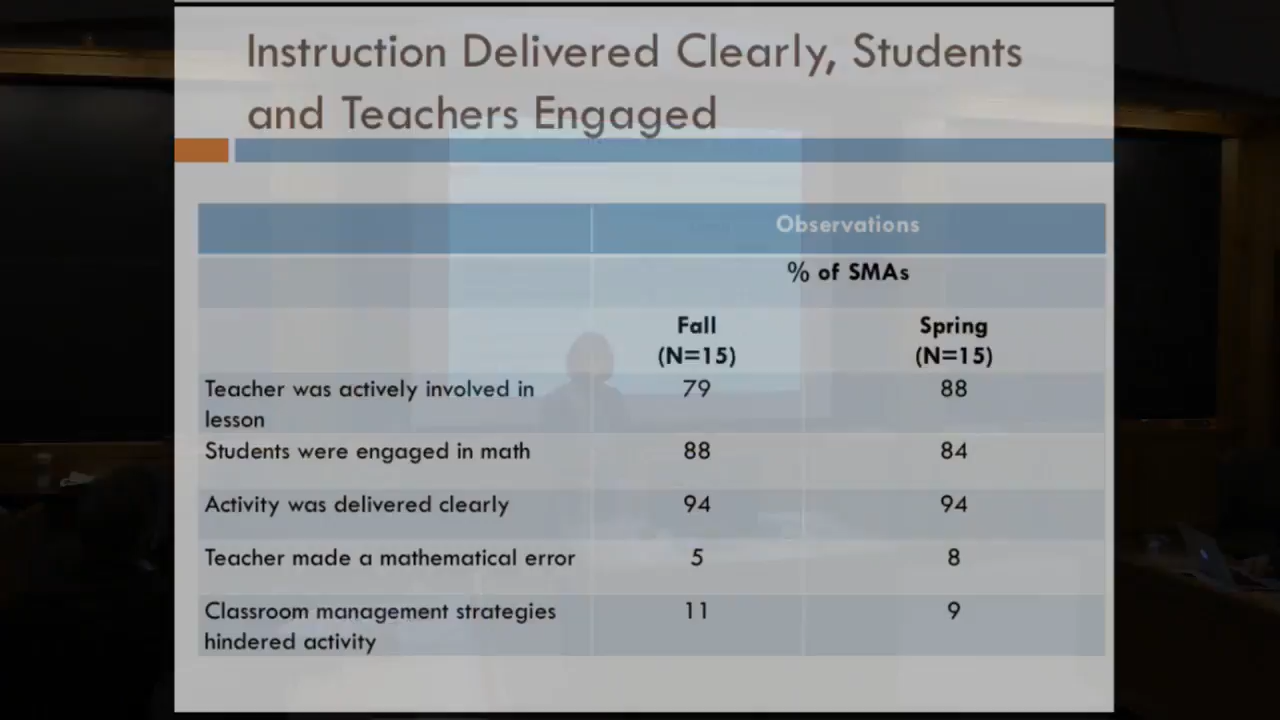 Instruction Delivered Clearly, Students
and Teachers Engaged
Observations
% of SMAs
Fall Spring
(N=15) (N=15)
Teacher was actively involved in 79 88
lesson
Students were engaged in math 88 84
Activity was delivered clearly 94 94
Teacher made a mathematical error 5 8
Classroom management strategies 11 9
hindered activity